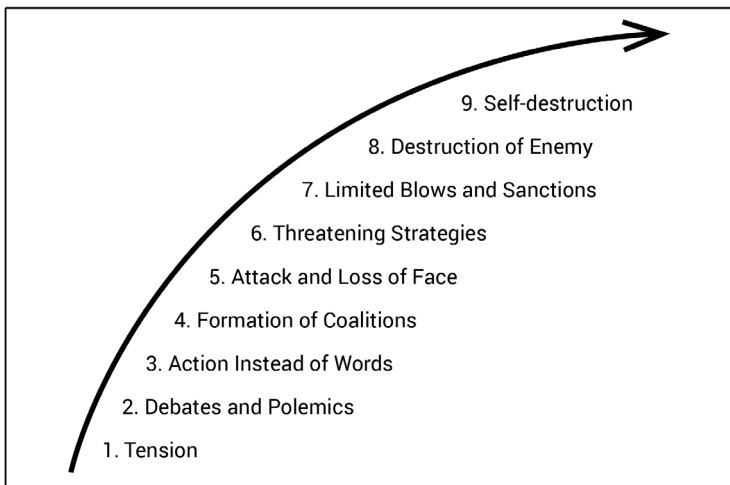 9. Self-destruction
8. Destruction of Enemy
7. Limited Blows and Sanctions
6. Threatening Strategies
5. Attack and Loss of Face
4. Formation of Coalitions
3. Action Instead of Words
2. Debates and Polemics
1. Tension